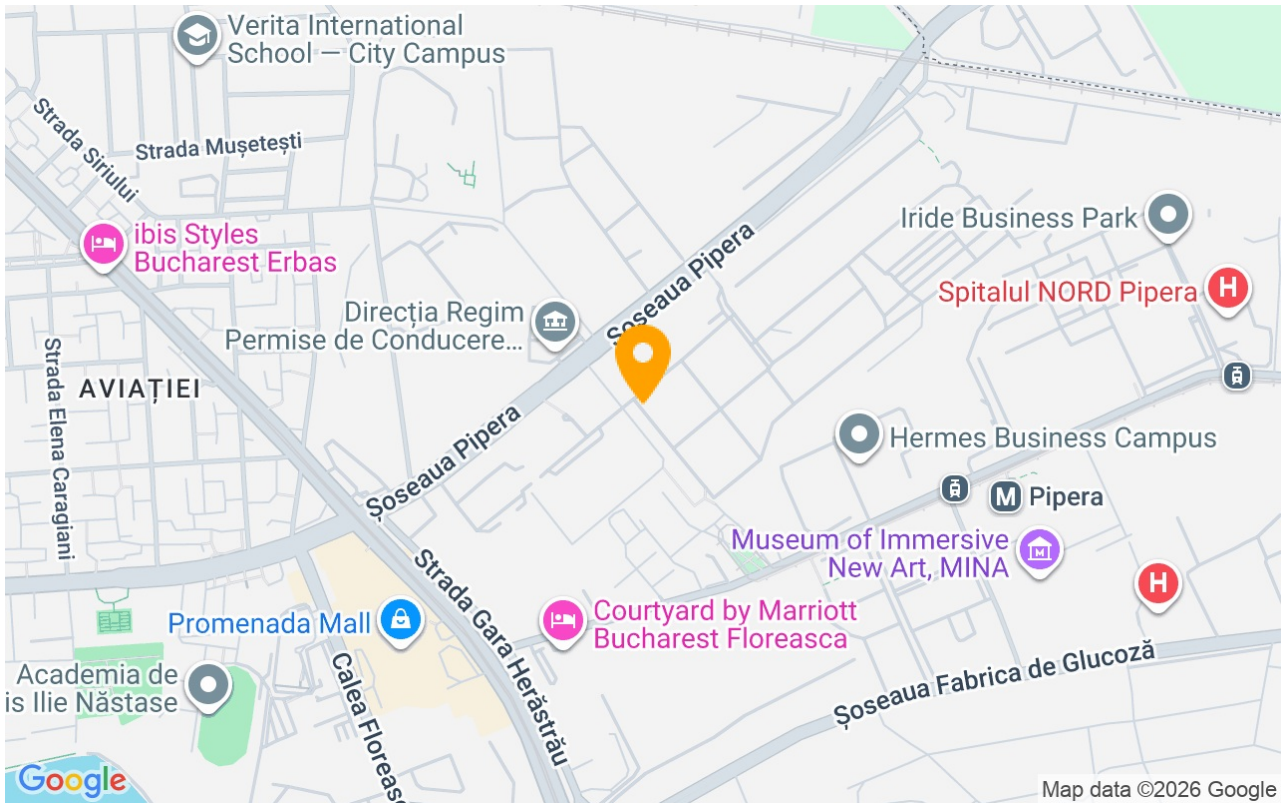 Verita International
School — City Campus
Strada Siriului
Strada Mușetești
ibis Styles
Bucharest Erbas
Iride Business Park
Spitalul NORD Pipera
Șoseaua Pipera
Direcția Regim
Permise de Conducere...
Strada Elena Caragiani
AVIAȚIEI
Șoseaua Pipera
Hermes Business Campus
Pipera
Museum of Immersive
New Art, MINA
Strada Gara Herăstrău
Promenada Mall
Courtyard by Marriott
Bucharest Floreasca
Academia de
is Ilie Năstase
Calea Floreasc
Șoseaua Fabrica de Glucoză
Google
Map data ©2026 Google
M
H
H
M